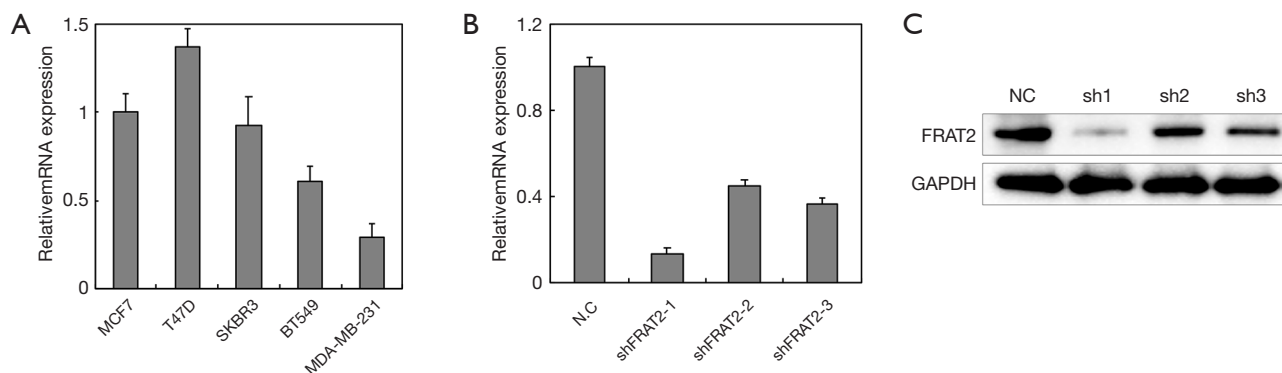 A
RelativemRNA expression
1.5
1
0.5
0
MCF7
T47D
SKBR3
BT549
MDA-MB-231
B
RelativemRNA expression
1.2
0.8
0.4
0
N.C
shFRAT2-1
shFRAT2-2
shFRAT2-3
C
NC sh1 sh2 sh3
FRAT2
GAPDH